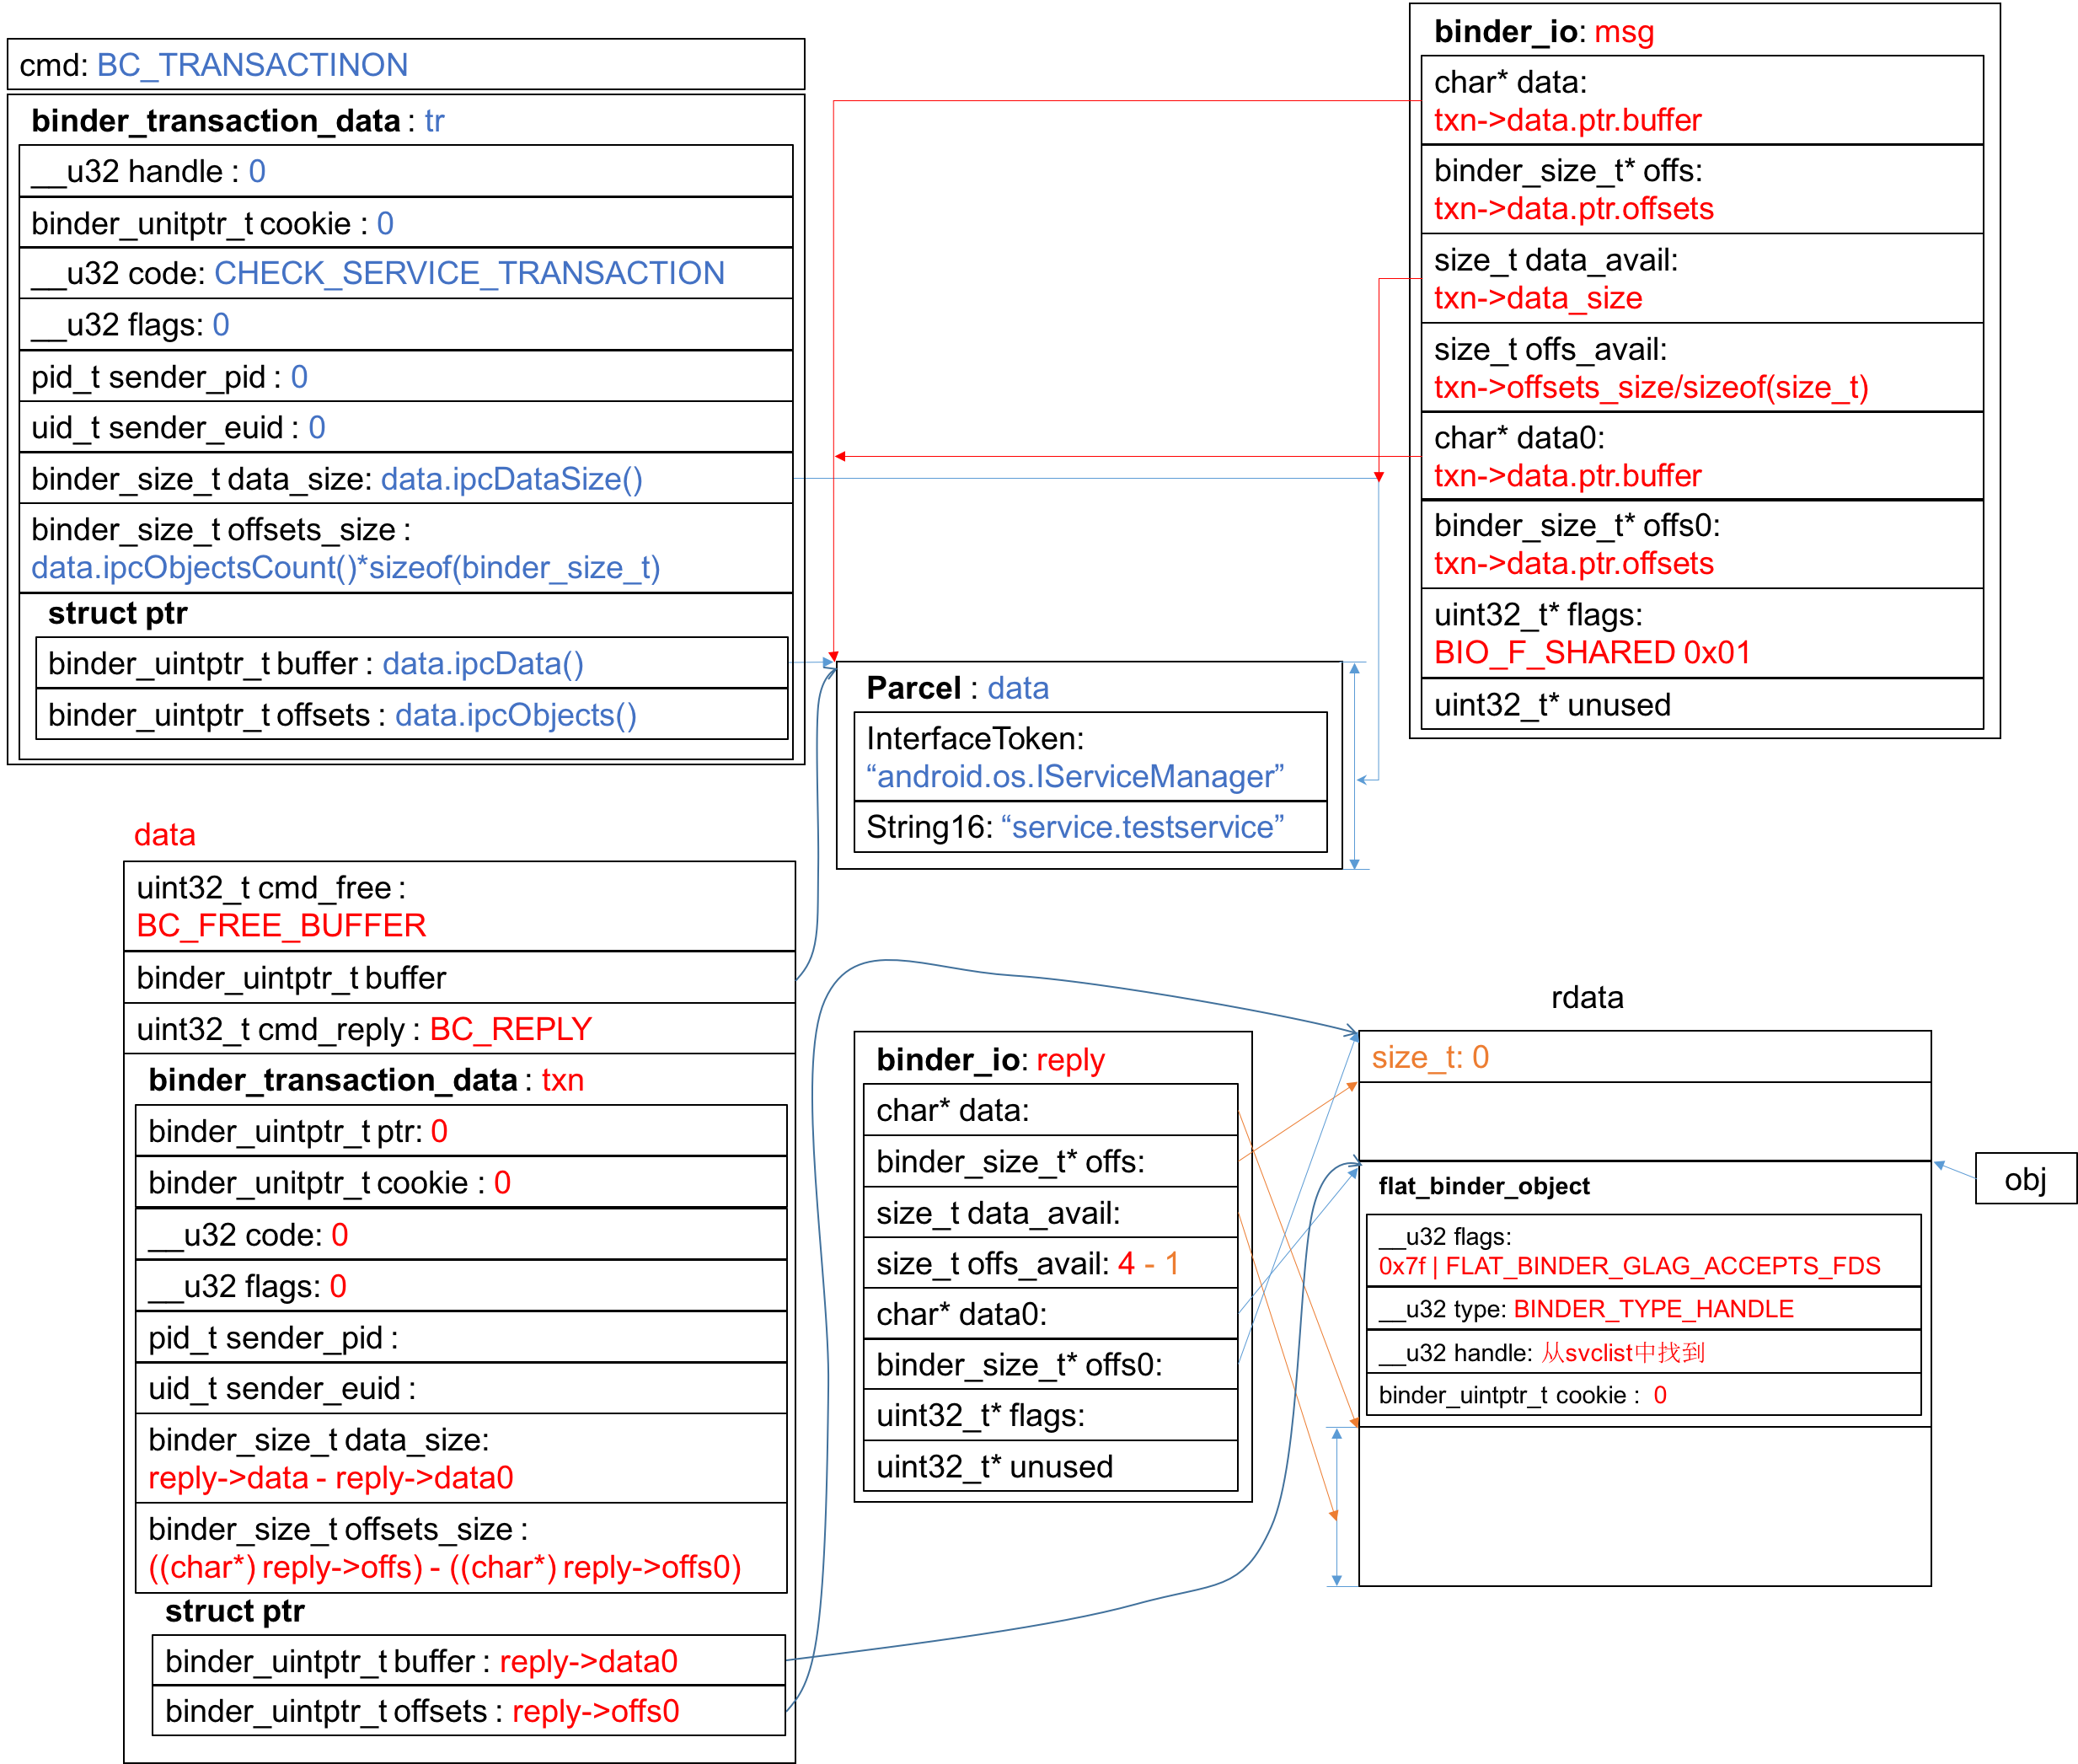 cmd: BC_TRANSACTINON
binder_transaction_data : tr
__u32 handle : 0
binder_unitptr_t cookie : 0
__u32 code: CHECK_SERVICE_TRANSACTION
__u32 flags: 0
pid_t sender_pid : 0
uid_t sender_euid : 0
binder_size_t data_size: data.ipcDataSize()
binder_size_t offsets_size :
data.ipcObjectsCount()*sizeof(binder_size_t)
struct ptr
binder_uintptr_t buffer : data.ipcData()
binder_uintptr_t offsets : data.ipcObjects()
binder_io: msg
char* data:
txn->data.ptr.buffer
binder_size_t* offs:
txn->data.ptr.offsets
size_t data_avail:
txn->data_size
size_t offs_avail:
txn->offsets_size/sizeof(size_t)
char* data0:
txn->data.ptr.buffer
binder_size_t* offs0:
txn->data.ptr.offsets
uint32_t* flags:
BIO_F_SHARED 0x01
uint32_t* unused
Parcel : data
InterfaceToken:
“android.os.IServiceManager”
String16: “service.testservice”
data
uint32_t cmd_free :
BC_FREE_BUFFER
binder_uintptr_t buffer
uint32_t cmd_reply : BC_REPLY
binder_transaction_data : txn
binder_uintptr_t ptr: 0
binder_unitptr_t cookie : 0
__u32 code: 0
__u32 flags: 0
pid_t sender_pid :
uid_t sender_euid :
binder_size_t data_size:
reply->data - reply->data0
binder_size_t offsets_size :
((char*) reply->offs) - ((char*) reply->offs0)
struct ptr
binder_uintptr_t buffer : reply->data0
binder_uintptr_t offsets : reply->offs0
binder_io: reply
char* data:
binder_size_t* offs:
size_t data_avail:
size_t offs_avail: 4 - 1
char* data0:
binder_size_t* offs0:
uint32_t* flags:
uint32_t* unused
rdata
size_t: 0
flat_binder_object
__u32 flags:
0x7f | FLAT_BINDER_GLAG_ACCEPTS_FDS
__u32 type: BINDER_TYPE_HANDLE
__u32 handle: 从svclist中找到
binder_uintptr_t cookie : 0
obj